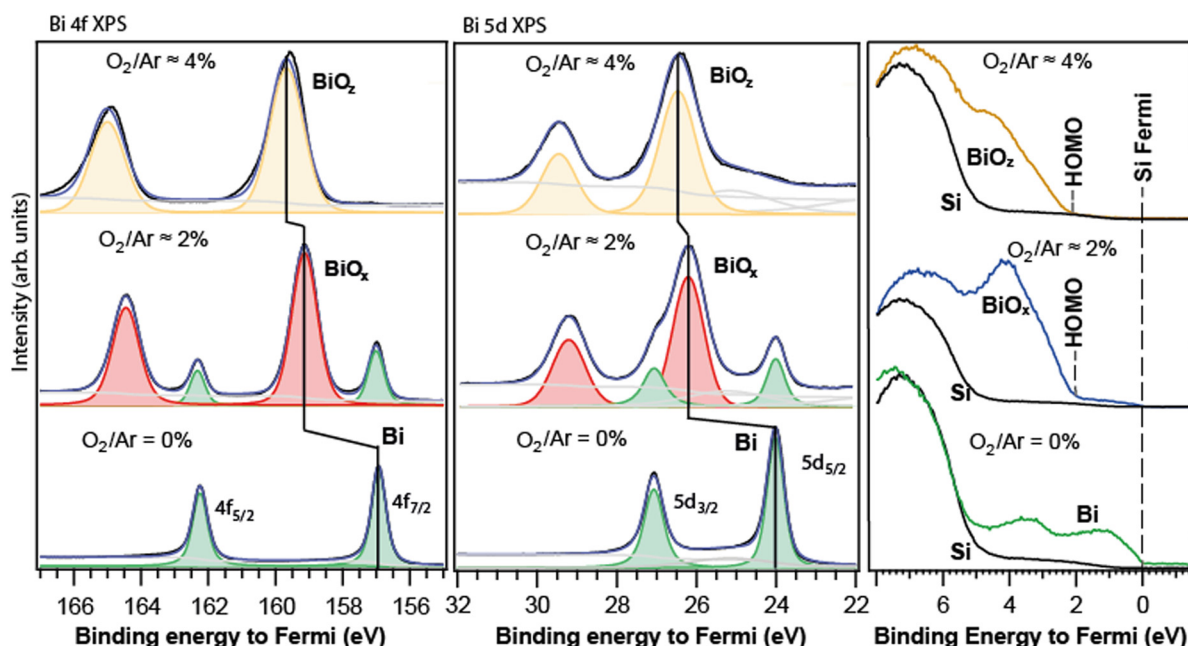 Bi 4f XPS
O₂/Ar ≈ 4%
BiO_z
O₂/Ar ≈ 2%
BiOₓ
O₂/Ar = 0%
Bi
4f₅/₂
4f₇/₂
Intensity (arb. units)
166 164 162 160 158 156
Binding energy to Fermi (eV)
Bi 5d XPS
O₂/Ar ≈ 4%
BiO_z
O₂/Ar ≈ 2%
BiOₓ
O₂/Ar = 0%
Bi
5d₅/₂
5d₃/₂
32 30 28 26 24 22
Binding energy to Fermi (eV)
O₂/Ar ≈ 4%
BiO_z
Si
HOMO
Si Fermi
O₂/Ar ≈ 2%
BiOₓ
HOMO
Si
O₂/Ar = 0%
Bi
Si
6 4 2 0
Binding Energy to Fermi (eV)